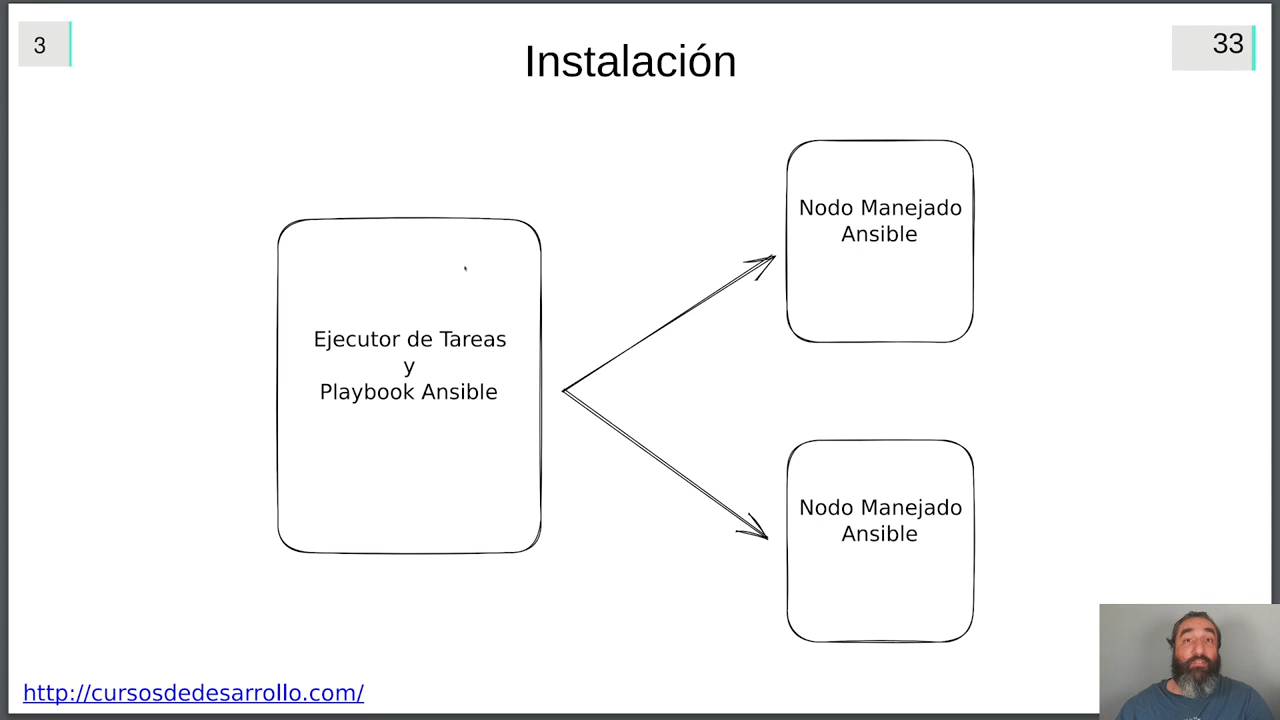 3
Instalación
33
Ejecutor de Tareas
y
Playbook Ansible
Nodo Manejado
Ansible
Nodo Manejado
Ansible
http://cursosdedesarrollo.com/